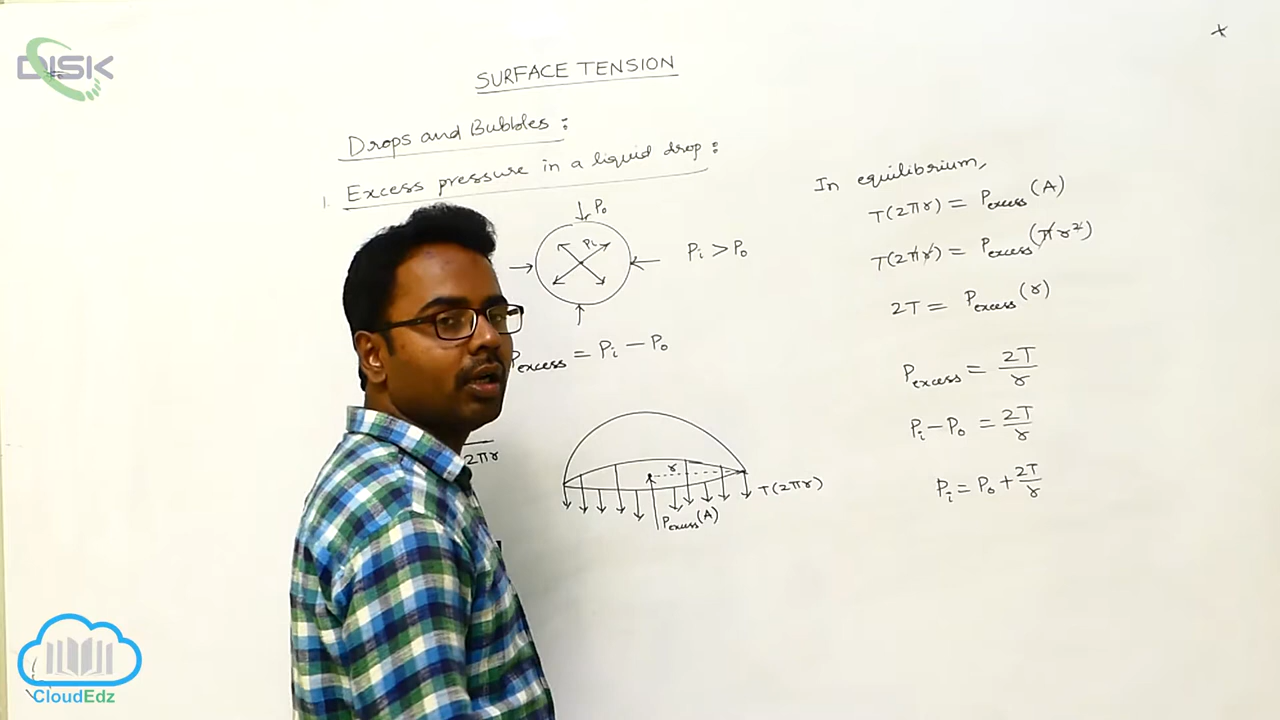 DISK
SURFACE TENSION
Drops and Bubbles :
1. Excess pressure in a liquid drop :
P₀
Pᵢ
Pᵢ > P₀
Pexcess = Pᵢ − P₀
2πr
r
T(2πr)
Pexcess(A)
In equilibrium,
T(2πr) = Pexcess(A)
T(2πr) = Pexcess(πr²)
2T = Pexcess(r)
Pexcess = 2T/r
Pᵢ − P₀ = 2T/r
Pᵢ = P₀ + 2T/r
CloudEdz